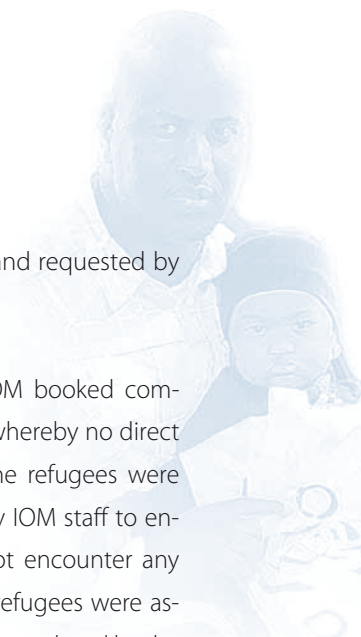 and requested by
OM booked com-
whereby no direct
he refugees were
y IOM staff to en-
ot encounter any
refugees were as-